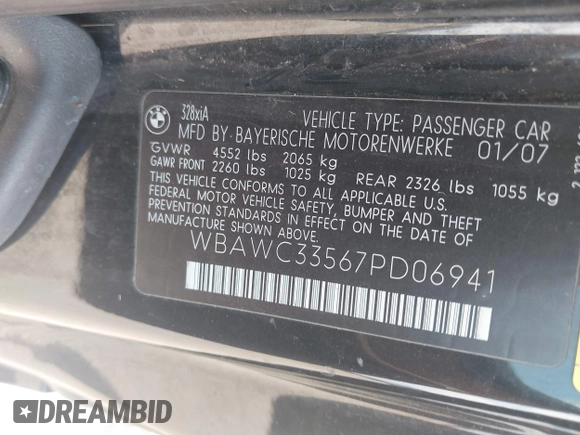 BMW
328xiA
VEHICLE TYPE: PASSENGER CAR
MFD BY-BAYERISCHE MOTORENWERKE 01/07
GVWR 4552 lbs 2065 kg
GAWR FRONT 2260 lbs 1025 kg REAR 2326 lbs 1055 kg
THIS VEHICLE CONFORMS TO ALL APPLICABLE U.S.
FEDERAL MOTOR VEHICLE SAFETY, BUMPER AND THEFT
PREVENTION STANDARDS IN EFFECT ON THE DATE OF
MANUFACTURE SHOWN ABOVE.
WBAWC33567PD06941
DREAMBID